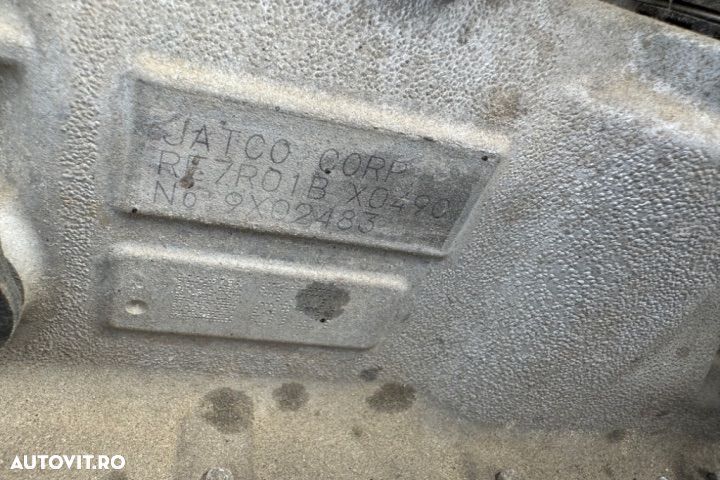 JATCO CORP
RE7R01B X0490
No 9X02483
AUTOVIT.RO